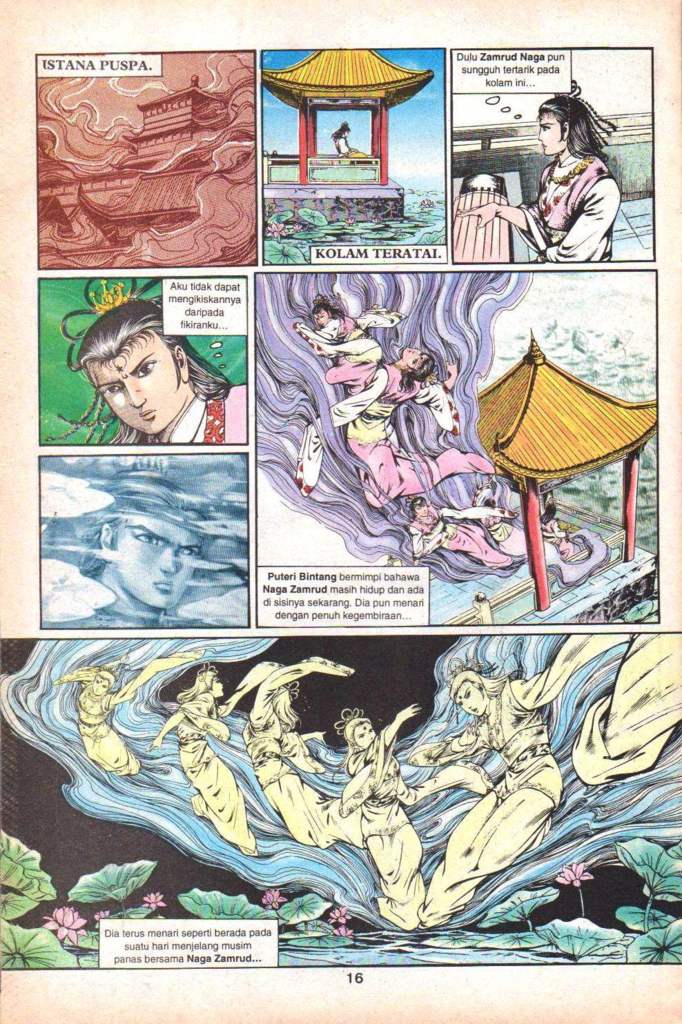 ISTANA PUSPA.
KOLAM TERATAI.
Dulu Zamrud Naga pun
sungguh tertarik pada
kolam ini...
Aku tidak dapat
mengikiskannya
daripada
fikiranku...
Puteri Bintang bermimpi bahawa
Naga Zamrud masih hidup dan ada
di sisinya sekarang. Dia pun menari
dengan penuh kegembiraan...
Dia terus menari seperti berada pada
suatu hari menjelang musim
panas bersama Naga Zamrud...
16